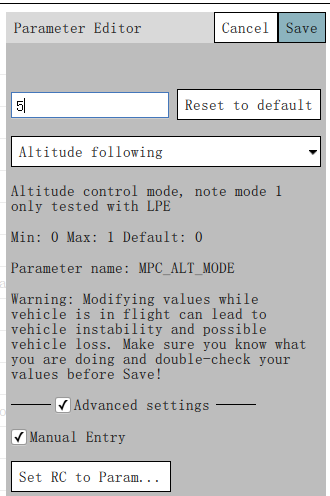 Parameter Editor
Cancel
Save
5
Reset to default
Altitude following
Altitude control mode, note mode 1
only tested with LPE
Min: 0 Max: 1 Default: 0
Parameter name: MPC_ALT_MODE
Warning: Modifying values while
vehicle is in flight can lead to
vehicle instability and possible
vehicle loss. Make sure you know what
you are doing and double-check your
values before Save!
Advanced settings
Manual Entry
Set RC to Param...